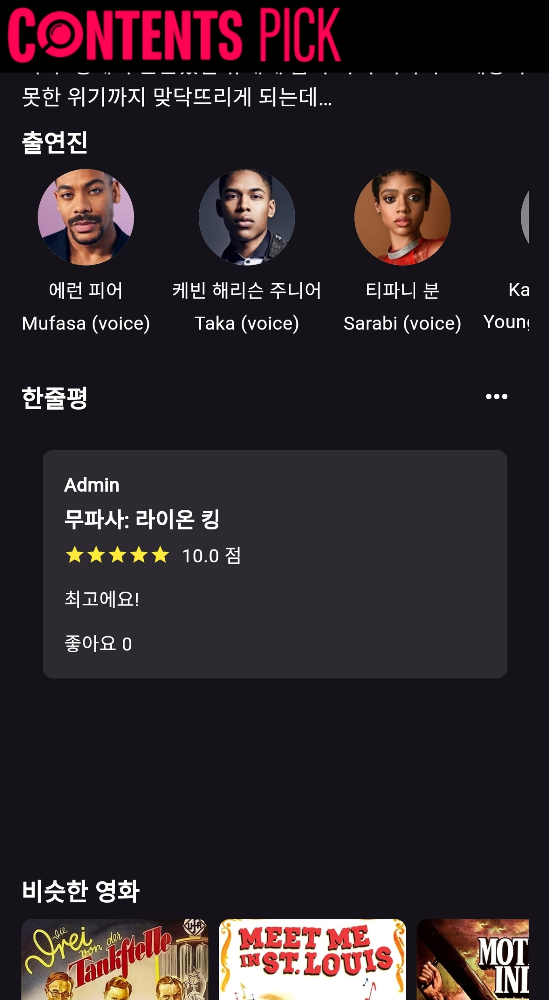 CONTENTS PICK
못한 위기까지 맞닥뜨리게 되는데...
출연진
에런 피어
케빈 해리슨 주니어
티파니 분
Ka
Mufasa (voice)
Taka (voice)
Sarabi (voice)
Young
한줄평
Admin
무파사: 라이온 킹
10.0 점
최고에요!
좋아요 0
비슷한 영화
Die
Drei
von der
Tankstelle
UfA
MEET ME
IN ST. LOUIS
MOT
INI